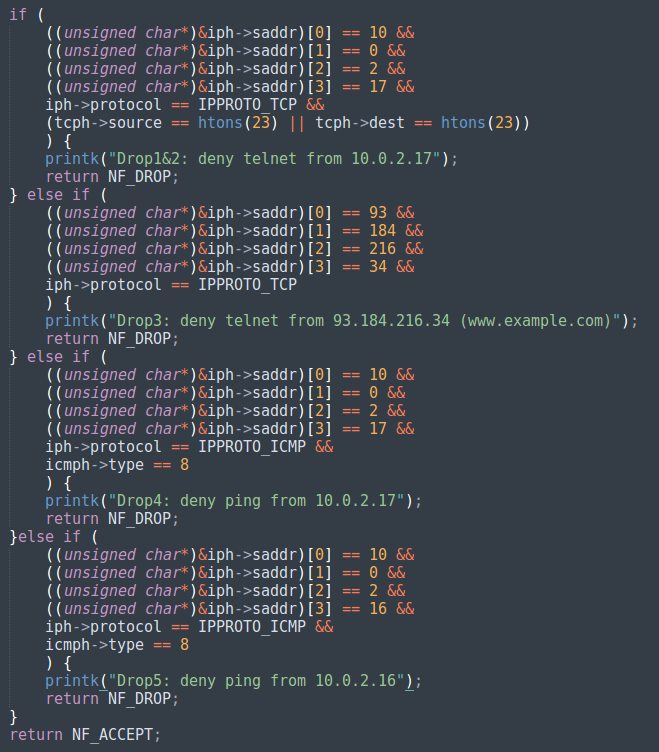 if (
    ((unsigned char*)&iph->saddr)[0] == 10 &&
    ((unsigned char*)&iph->saddr)[1] == 0 &&
    ((unsigned char*)&iph->saddr)[2] == 2 &&
    ((unsigned char*)&iph->saddr)[3] == 17 &&
    iph->protocol == IPPROTO_TCP &&
    (tcph->source == htons(23) || tcph->dest == htons(23))
    ) {
    printk("Drop1&2: deny telnet from 10.0.2.17");
    return NF_DROP;
} else if (
    ((unsigned char*)&iph->saddr)[0] == 93 &&
    ((unsigned char*)&iph->saddr)[1] == 184 &&
    ((unsigned char*)&iph->saddr)[2] == 216 &&
    ((unsigned char*)&iph->saddr)[3] == 34 &&
    iph->protocol == IPPROTO_TCP
    ) {
    printk("Drop3: deny telnet from 93.184.216.34 (www.example.com)");
    return NF_DROP;
} else if (
    ((unsigned char*)&iph->saddr)[0] == 10 &&
    ((unsigned char*)&iph->saddr)[1] == 0 &&
    ((unsigned char*)&iph->saddr)[2] == 2 &&
    ((unsigned char*)&iph->saddr)[3] == 17 &&
    iph->protocol == IPPROTO_ICMP &&
    icmph->type == 8
    ) {
    printk("Drop4: deny ping from 10.0.2.17");
    return NF_DROP;
}else if (
    ((unsigned char*)&iph->saddr)[0] == 10 &&
    ((unsigned char*)&iph->saddr)[1] == 0 &&
    ((unsigned char*)&iph->saddr)[2] == 2 &&
    ((unsigned char*)&iph->saddr)[3] == 16 &&
    iph->protocol == IPPROTO_ICMP &&
    icmph->type == 8
    ) {
    printk("Drop5: deny ping from 10.0.2.16");
    return NF_DROP;
}
return NF_ACCEPT;